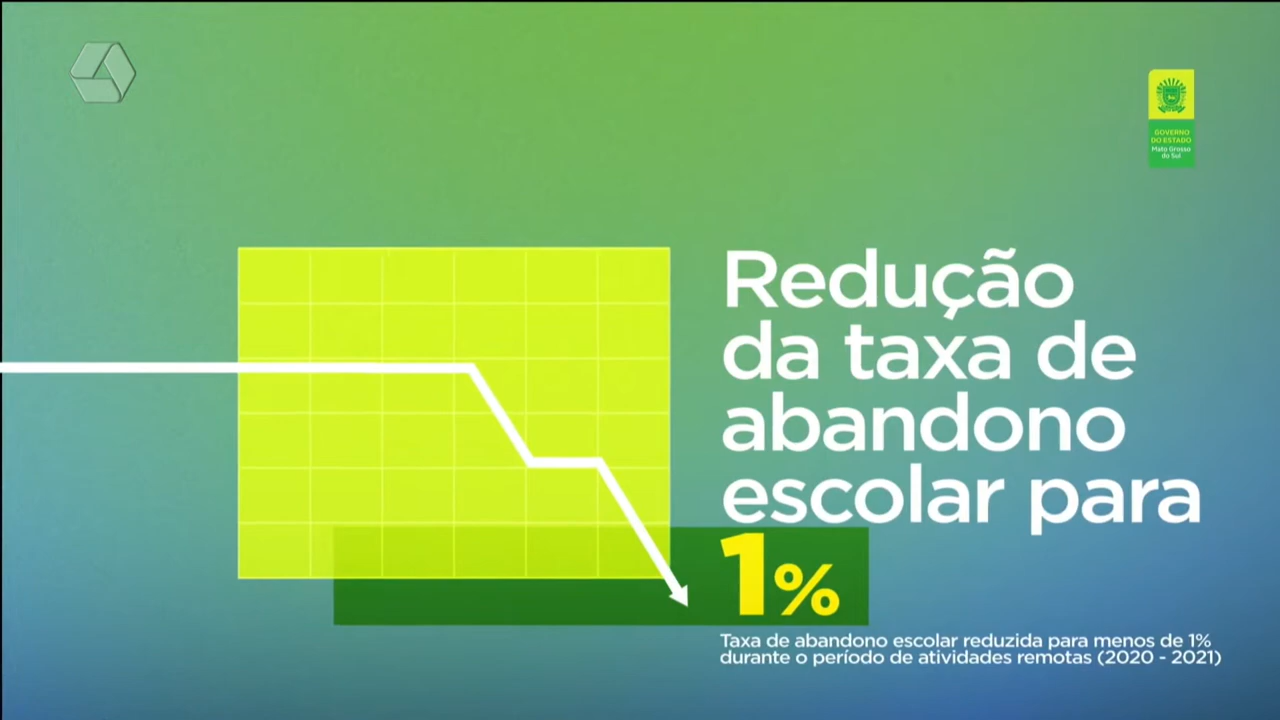 GOVERNO
DO ESTADO
Mato Grosso
do Sul
Redução
da taxa de
abandono
escolar para
1%
Taxa de abandono escolar reduzida para menos de 1%
durante o período de atividades remotas (2020 - 2021)